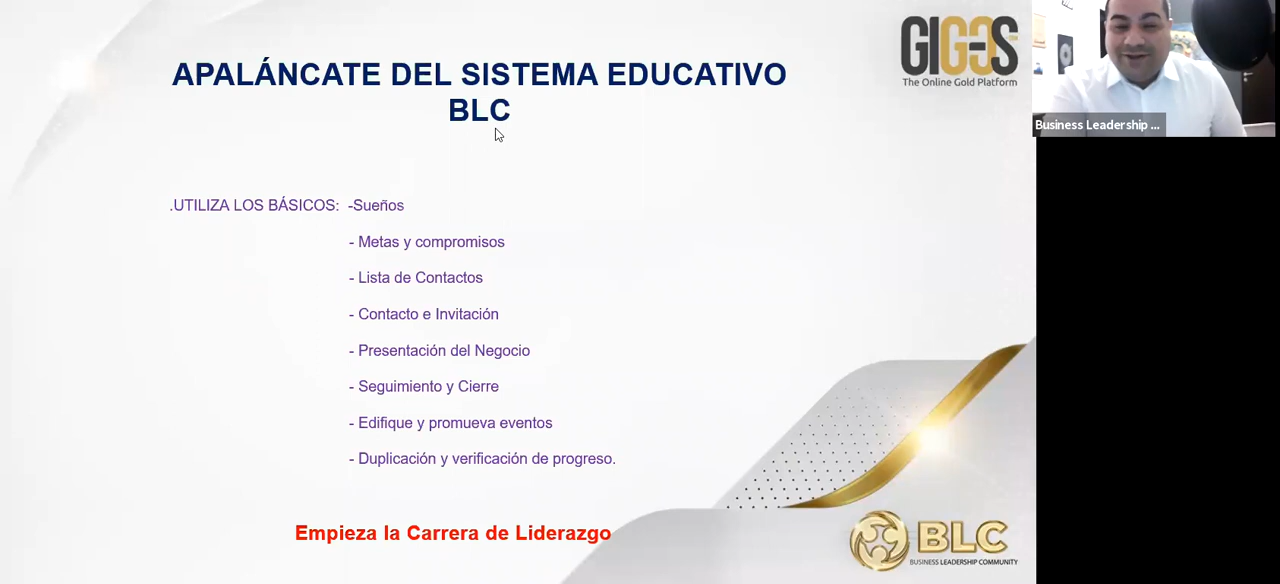 APALÁNCATE DEL SISTEMA EDUCATIVO
BLC
GIGOS
The Online Gold Platform
Business Leadership ...
.UTILIZA LOS BÁSICOS: -Sueños
- Metas y compromisos
- Lista de Contactos
- Contacto e Invitación
- Presentación del Negocio
- Seguimiento y Cierre
- Edifique y promueva eventos
- Duplicación y verificación de progreso.
Empieza la Carrera de Liderazgo
BLC
BUSINESS LEADERSHIP COMMUNITY